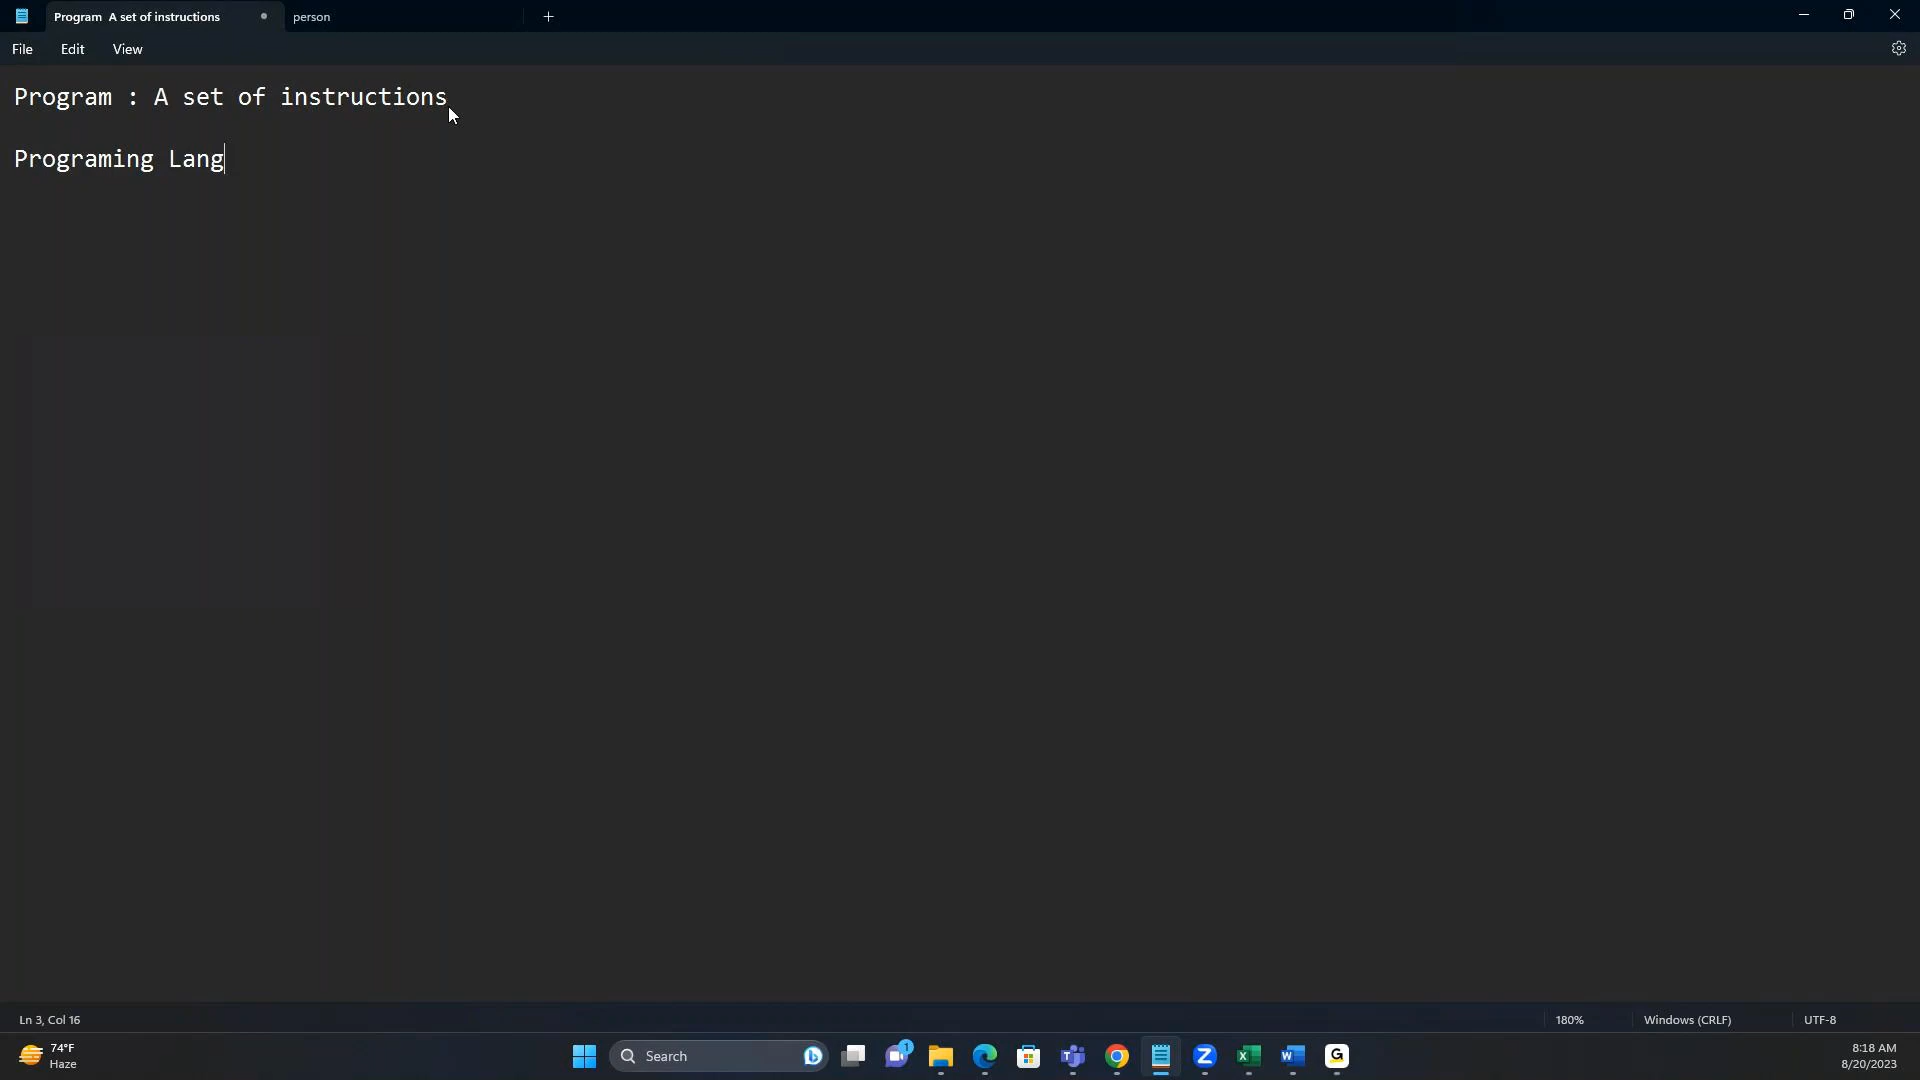 Program A set of instructions
person
File Edit View
Program : A set of instructions
Programing Lang
Ln 3, Col 16
180%
Windows (CRLF)
UTF-8
74°F
Haze
Search
1
8:18 AM
8/20/2023